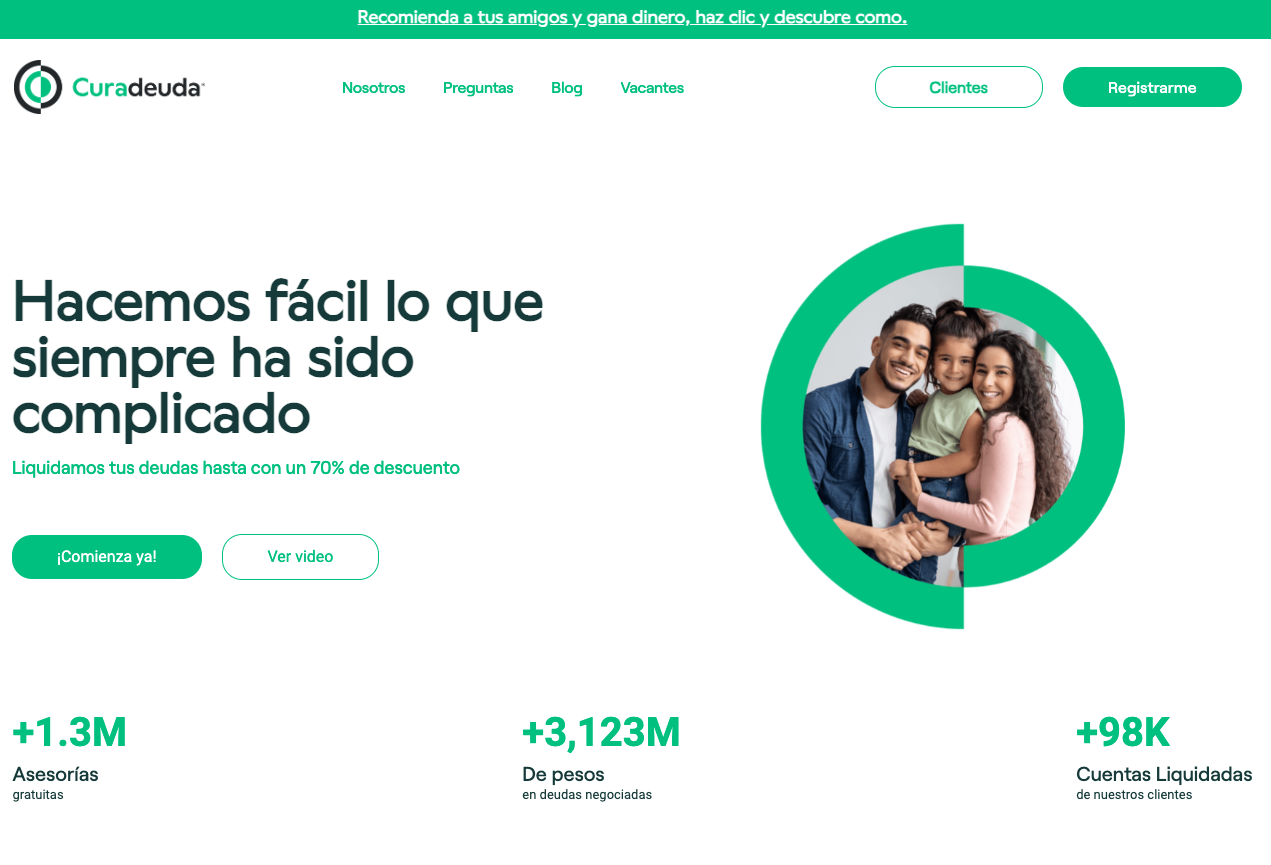 Recomienda a tus amigos y gana dinero, haz clic y descubre como.
Curadeuda
Nosotros
Preguntas
Blog
Vacantes
Clientes
Registrarme
Hacemos fácil lo que
siempre ha sido
complicado
Liquidamos tus deudas hasta con un 70% de descuento
¡Comienza ya!
Ver video
+1.3M
Asesorías
gratuitas
+3,123M
De pesos
en deudas negociadas
+98K
Cuentas Liquidadas
de nuestros clientes